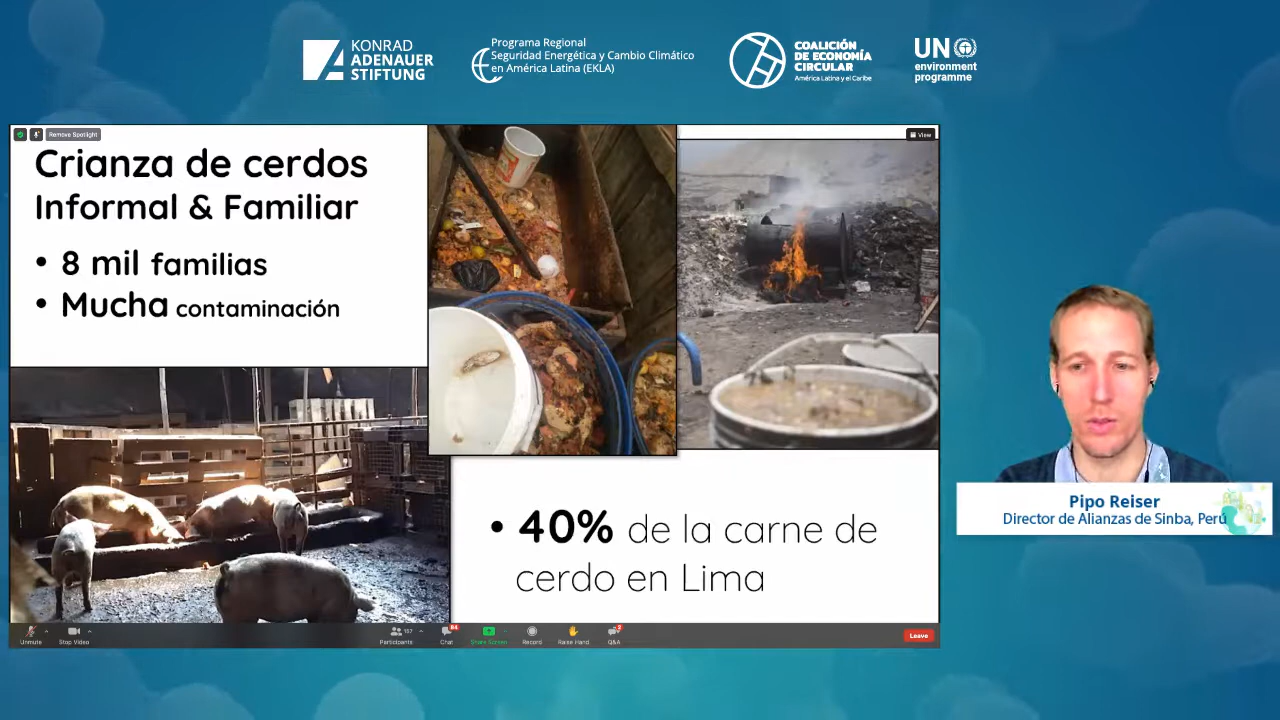 KONRAD
ADENAUER
STIFTUNG
Programa Regional
Seguridad Energética y Cambio Climático
en América Latina (EKLA)
COALICIÓN
DE ECONOMÍA
CIRCULAR
América Latina y el Caribe
UN
environment
programme
Remove Spotlight
View
Crianza de cerdos
Informal & Familiar
• 8 mil familias
• Mucha contaminación
• 40% de la carne de
cerdo en Lima
Pipo Reiser
Director de Alianzas de Sinba, Perú
Unmute
Stop Video
Participants
157
Chat
84
Share Screen
Record
Raise Hand
Q&A
2
Leave